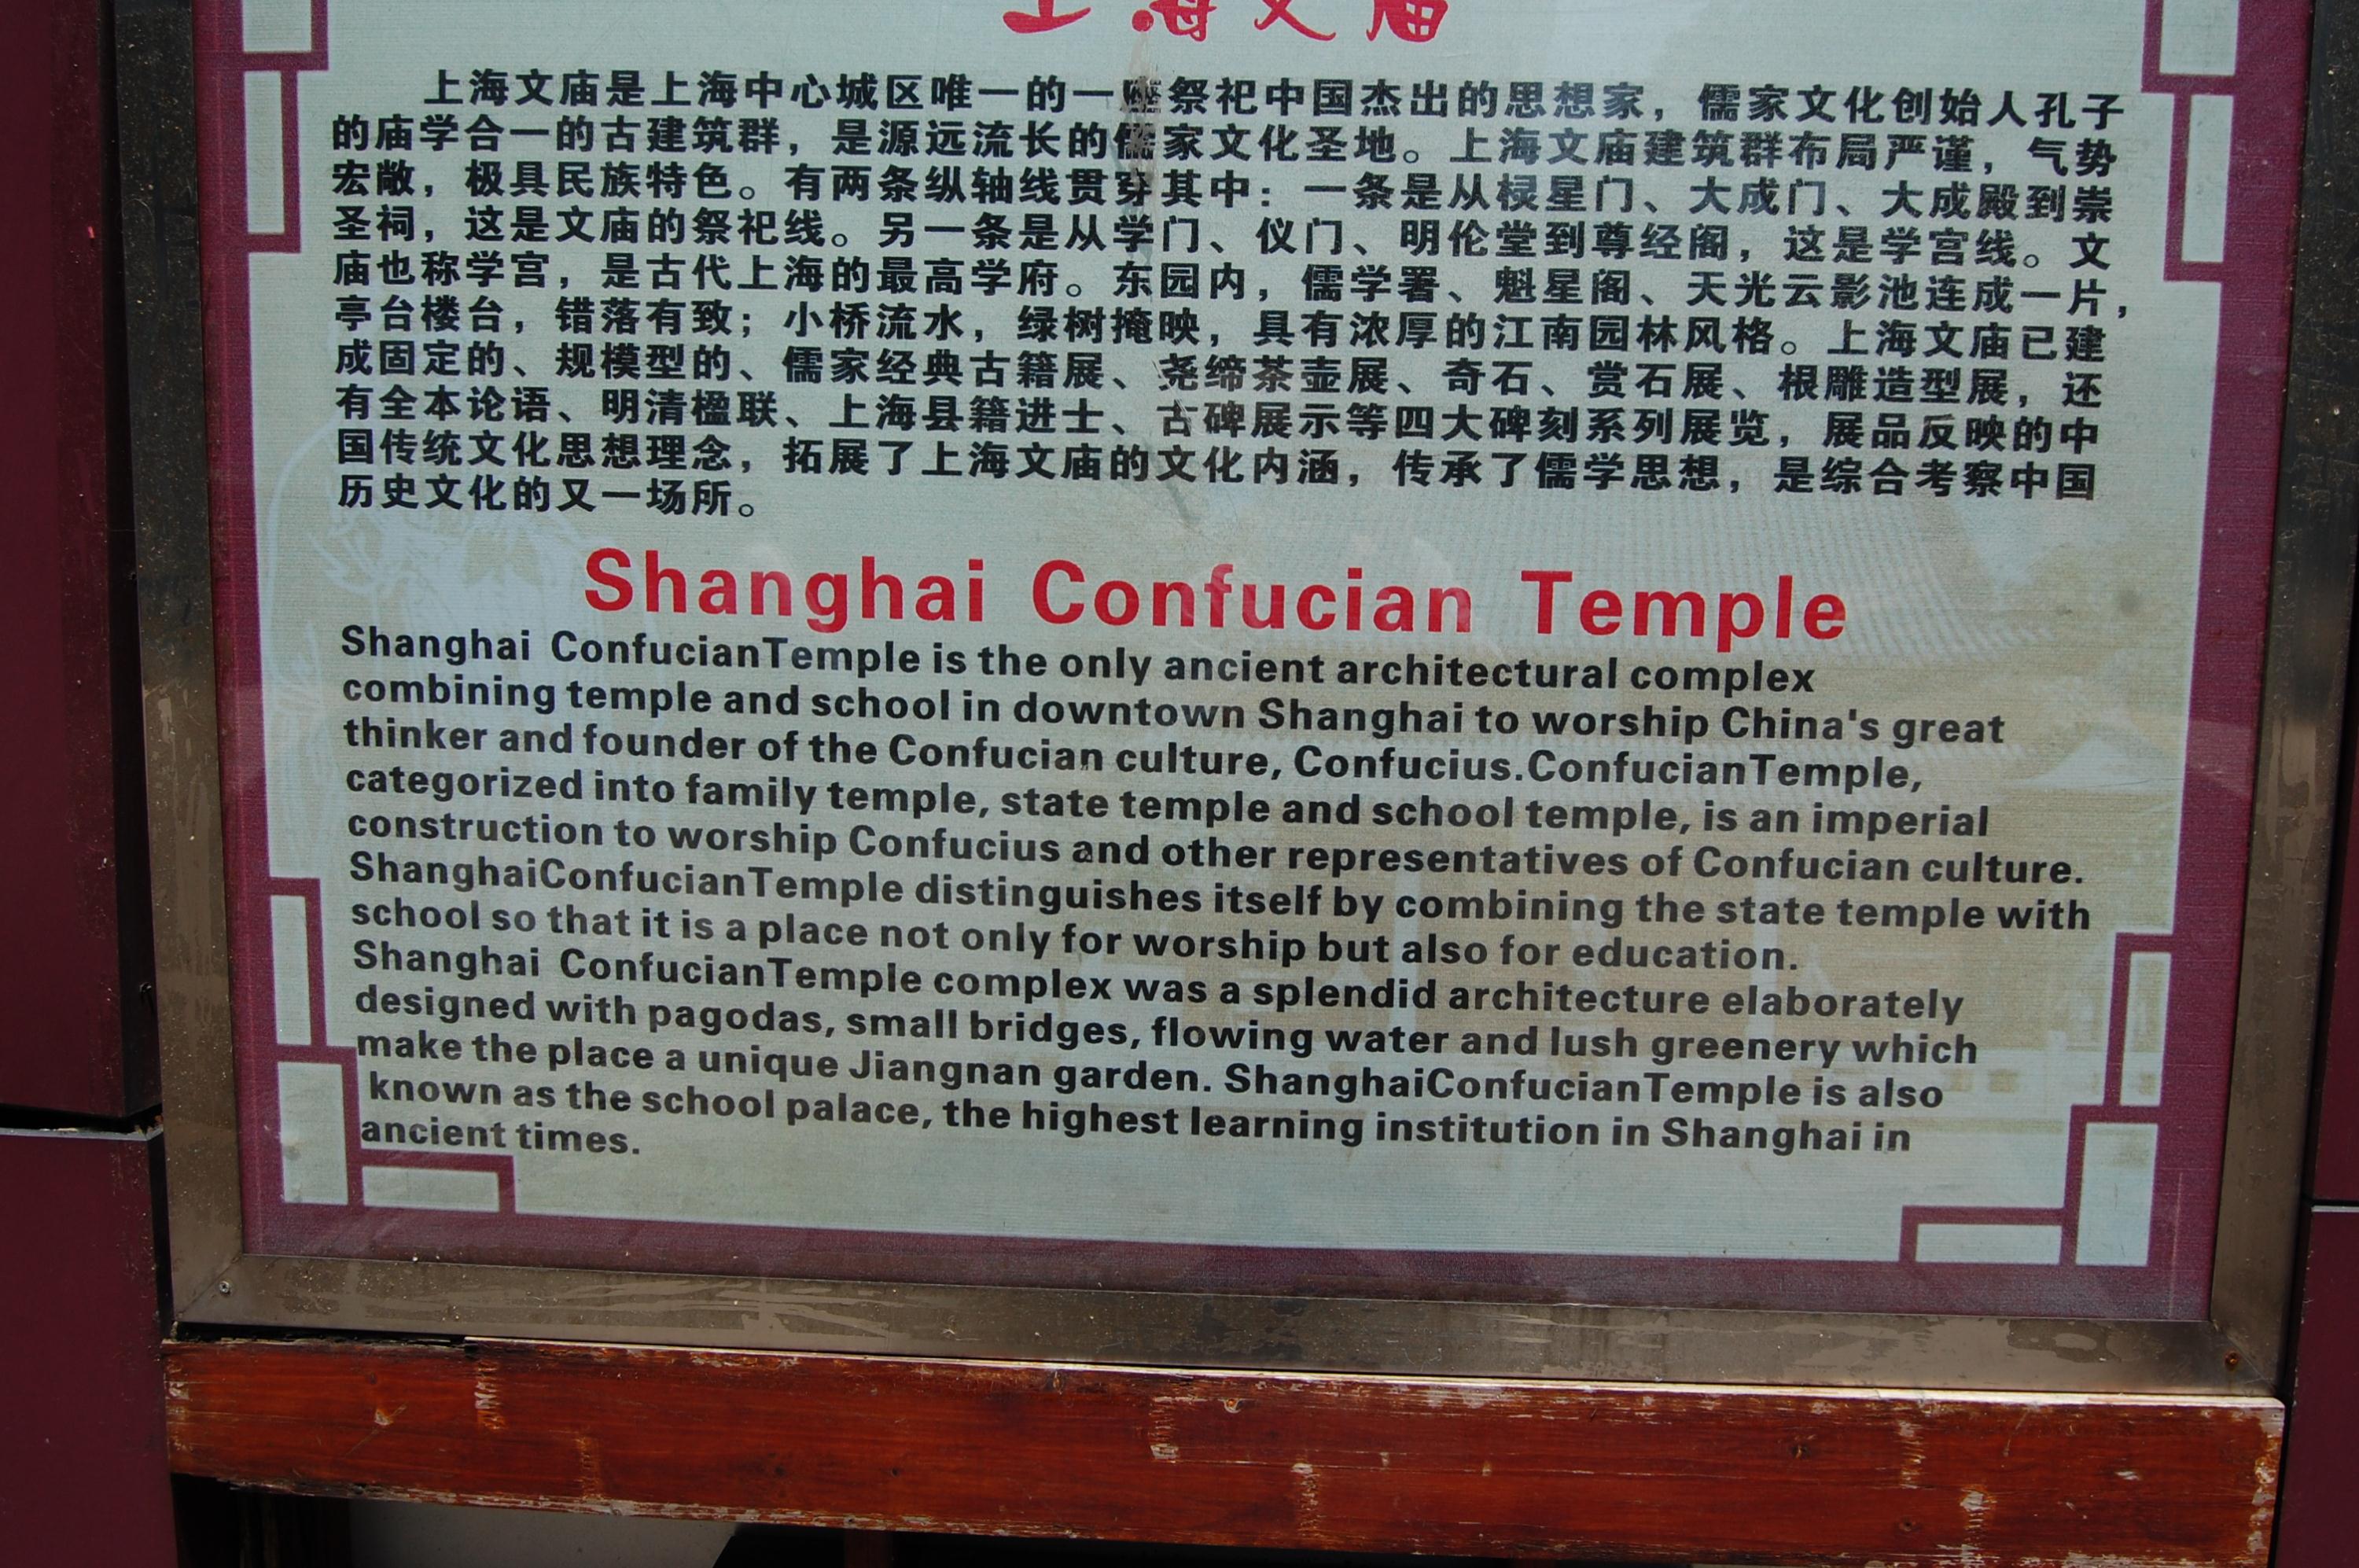 上海文庙
上海文庙是上海中心城区唯一的一座祭祀中国杰出的思想家，儒家文化创始人孔子
的庙学合一的古建筑群，是源远流长的儒家文化圣地。上海文庙建筑群布局严谨，气势
宏敞，极具民族特色。有两条纵轴线贯穿其中：一条是从棂星门、大成门、大成殿到崇
圣祠，这是文庙的祭祀线。另一条是从学门、仪门、明伦堂到尊经阁，这是学宫线。文
庙也称学宫，是古代上海的最高学府。东园内，儒学署、魁星阁、天光云影池连成一片，
亭台楼台，错落有致；小桥流水，绿树掩映，具有浓厚的江南园林风格。上海文庙已建
成固定的、规模型的、儒家经典古籍展、尧缔茶壶展、奇石、赏石展、根雕造型展，还
有全本论语、明清楹联、上海县籍进士、古碑展示等四大碑刻系列展览，展品反映的中
国传统文化思想理念，拓展了上海文庙的文化内涵，传承了儒学思想，是综合考察中国
历史文化的又一场所。
Shanghai Confucian Temple
Shanghai ConfucianTemple is the only ancient architectural complex
combining temple and school in downtown Shanghai to worship China's great
thinker and founder of the Confucian culture, Confucius.ConfucianTemple,
categorized into family temple, state temple and school temple, is an imperial
construction to worship Confucius and other representatives of Confucian culture.
ShanghaiConfucianTemple distinguishes itself by combining the state temple with
school so that it is a place not only for worship but also for education.
Shanghai ConfucianTemple complex was a splendid architecture elaborately
designed with pagodas, small bridges, flowing water and lush greenery which
make the place a unique Jiangnan garden. ShanghaiConfucianTemple is also
known as the school palace, the highest learning institution in Shanghai in
ancient times.